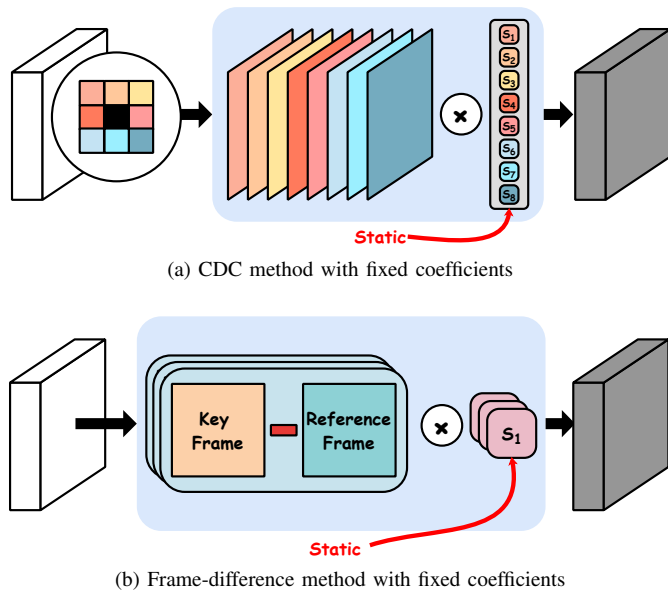 S1
S2
S3
S4
S5
S6
S7
S8
×
Static
(a) CDC method with fixed coefficients
Key
Frame
Reference
Frame
×
S1
Static
(b) Frame-difference method with fixed coefficients